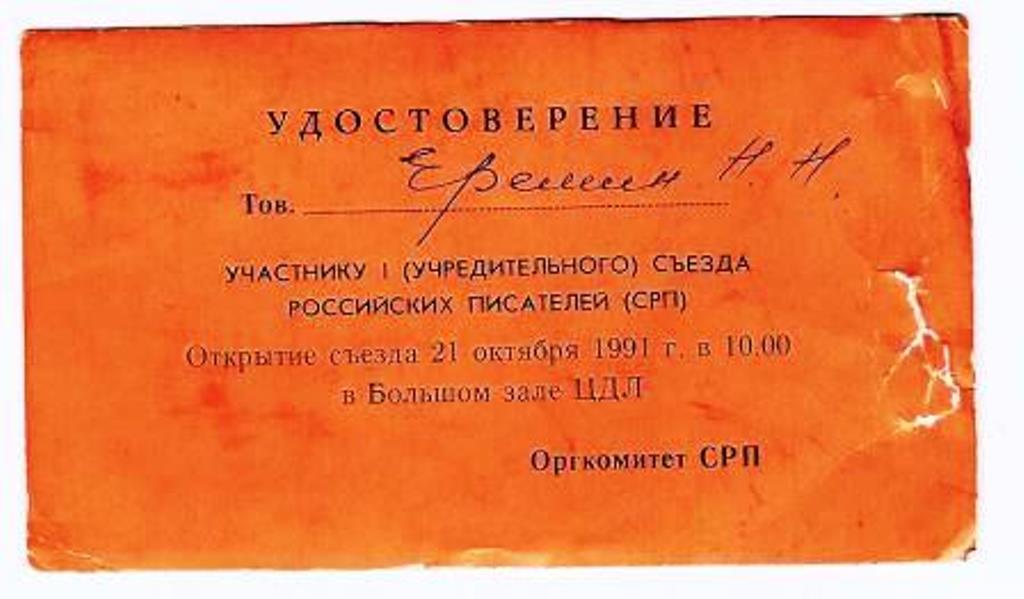 УДОСТОВЕРЕНИЕ
Тов. Еремин Н. Н.
УЧАСТНИКУ I (УЧРЕДИТЕЛЬНОГО) СЪЕЗДА
РОССИЙСКИХ ПИСАТЕЛЕЙ (СРП)
Открытие съезда 21 октября 1991 г. в 10.00
в Большом зале ЦДЛ
Оргкомитет СРП